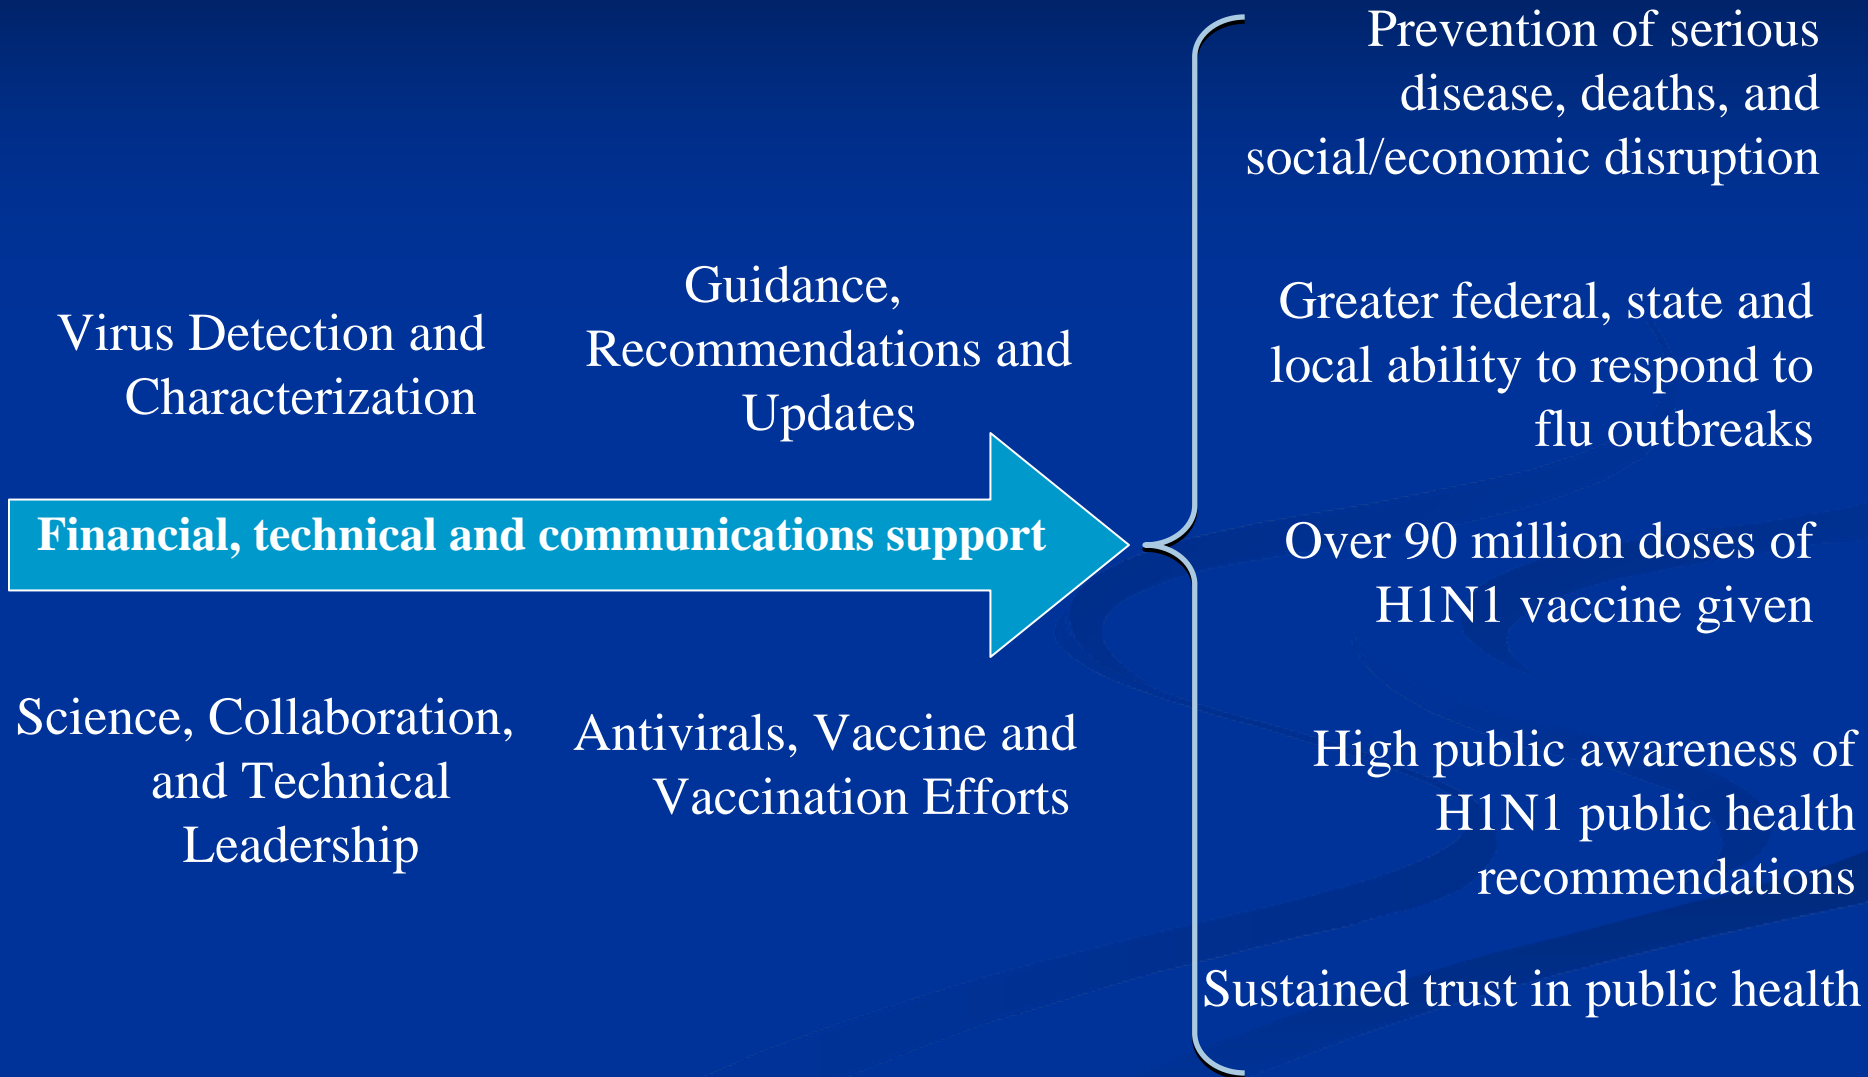 Virus Detection and
Characterization
Guidance,
Recommendations and
Updates
Financial, technical and communications support
Science, Collaboration,
and Technical
Leadership
Antivirals, Vaccine and
Vaccination Efforts
Prevention of serious
disease, deaths, and
social/economic disruption
Greater federal, state and
local ability to respond to
flu outbreaks
Over 90 million doses of
H1N1 vaccine given
High public awareness of
H1N1 public health
recommendations
Sustained trust in public health